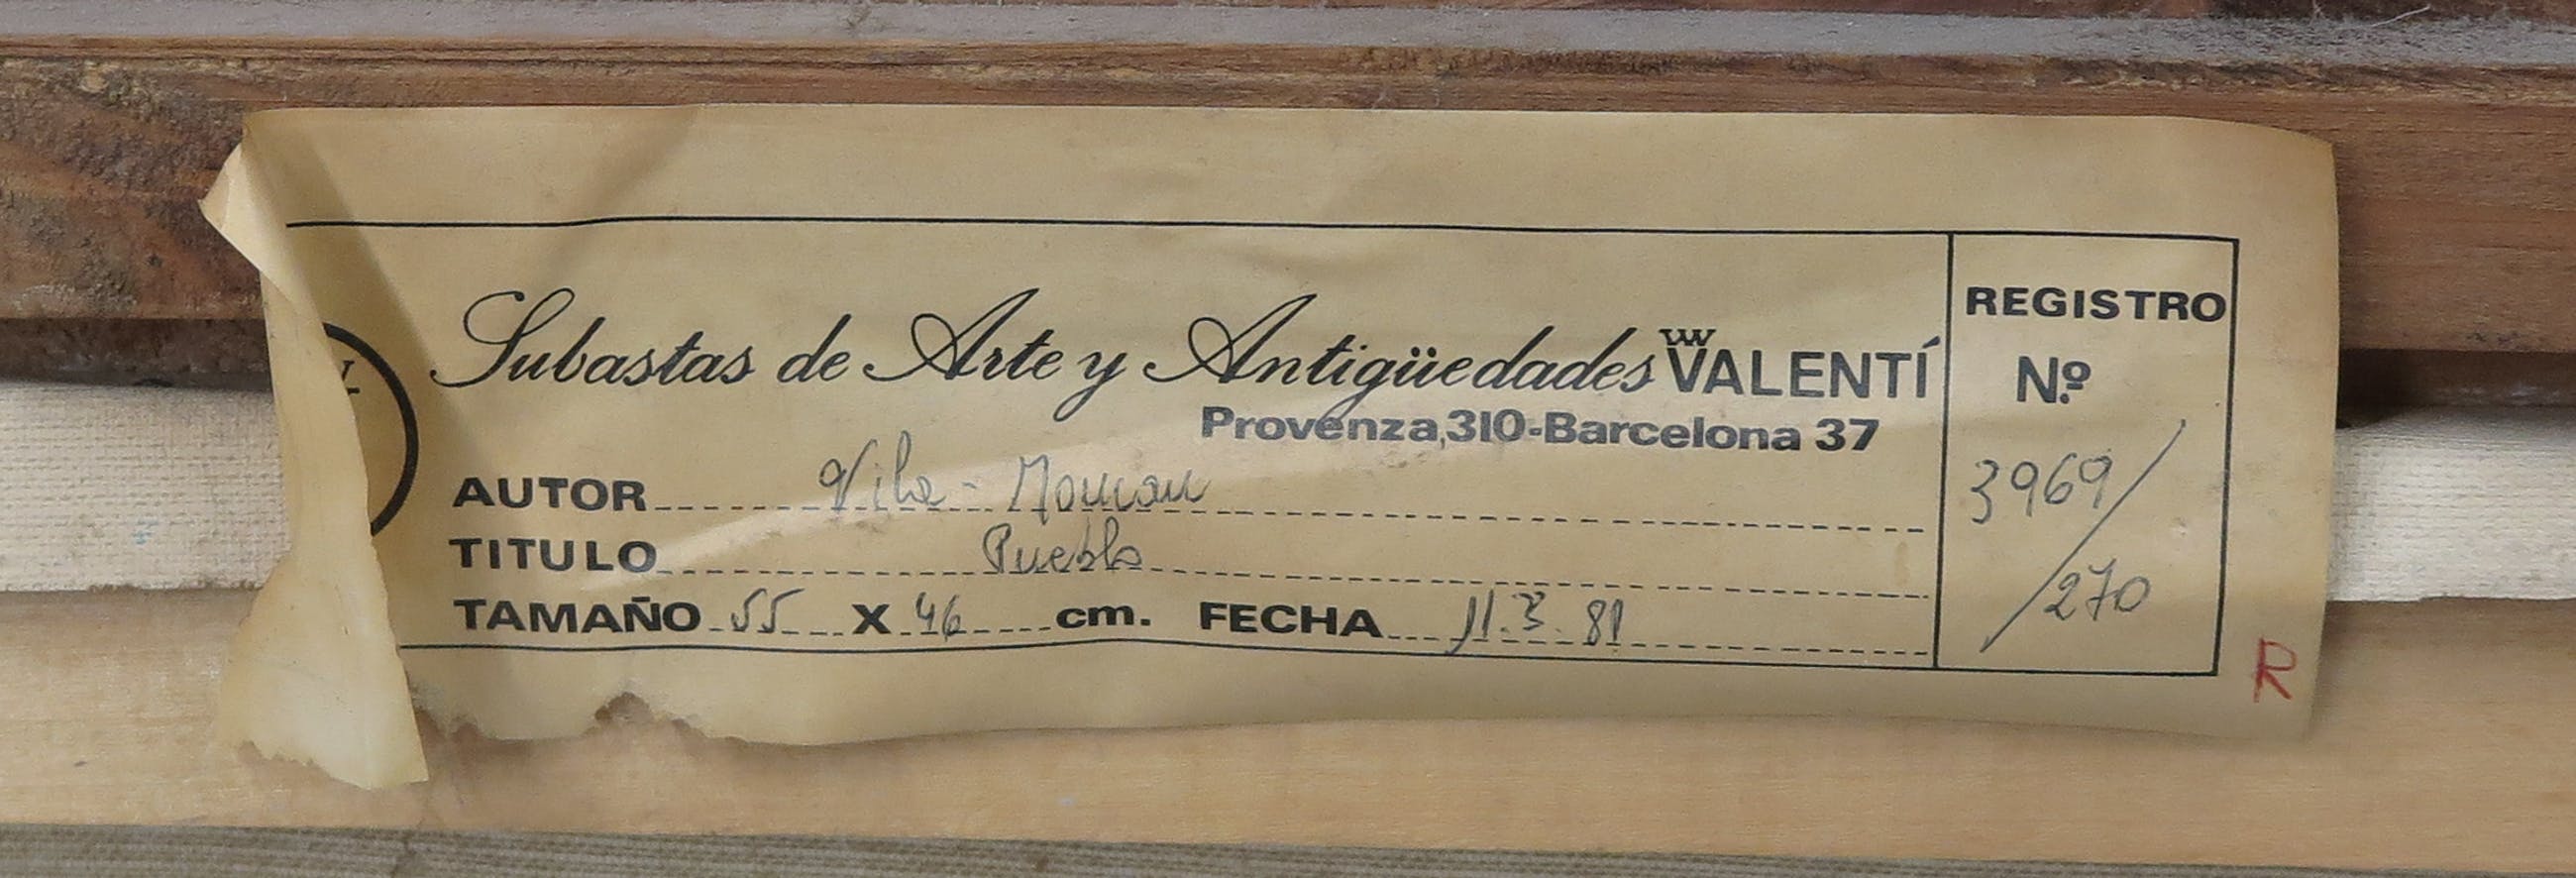 Subastas de Arte y Antigüedades VALENTÍ
Provenza,310-Barcelona 37
AUTOR Vila-
TITULO Pueblo
TAMAÑO 55 X 46 cm. FECHA 11.3.81
REGISTRO
Nº
3969/
270
R